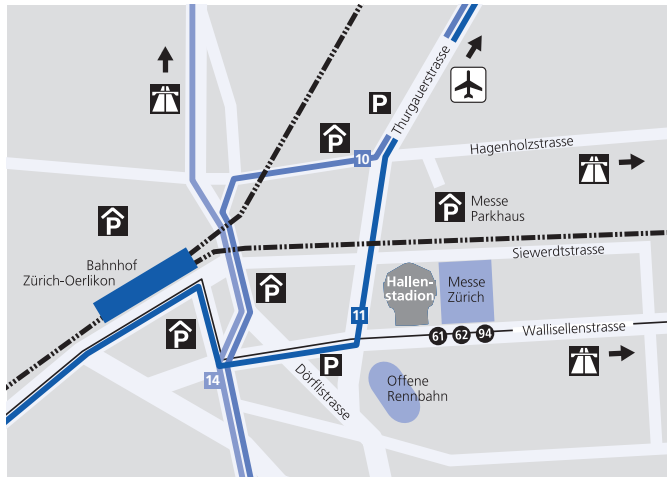 P
Thurgauerstrasse
P
10
Hagenholzstrasse
P
Messe
Parkhaus
P
Siewerdtstrasse
Bahnhof
Zürich-Oerlikon
Hallen-
stadion
Messe
Zürich
P
11
P
61 62 94
Wallisellenstrasse
P
14
Dörflistrasse
Offene
Rennbahn